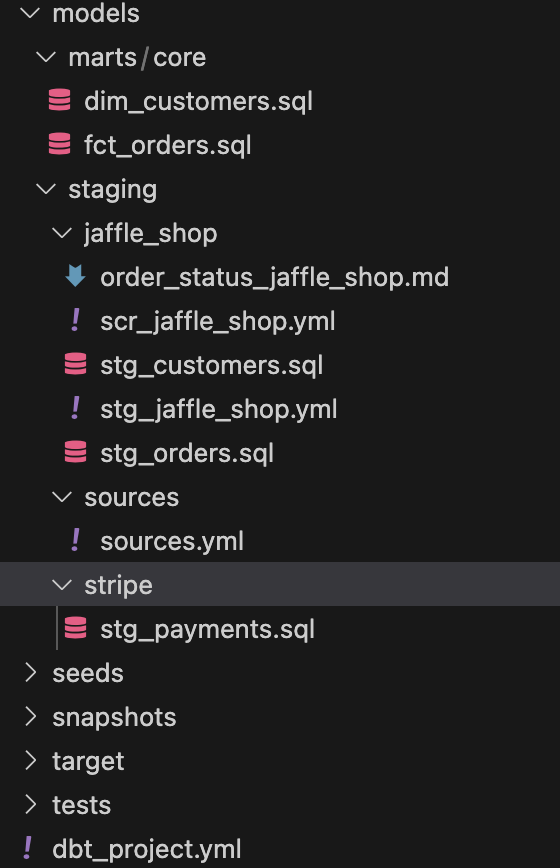 models
marts/core
dim_customers.sql
fct_orders.sql
staging
jaffle_shop
order_status_jaffle_shop.md
scr_jaffle_shop.yml
stg_customers.sql
stg_jaffle_shop.yml
stg_orders.sql
sources
sources.yml
stripe
stg_payments.sql
seeds
snapshots
target
tests
dbt_project.yml